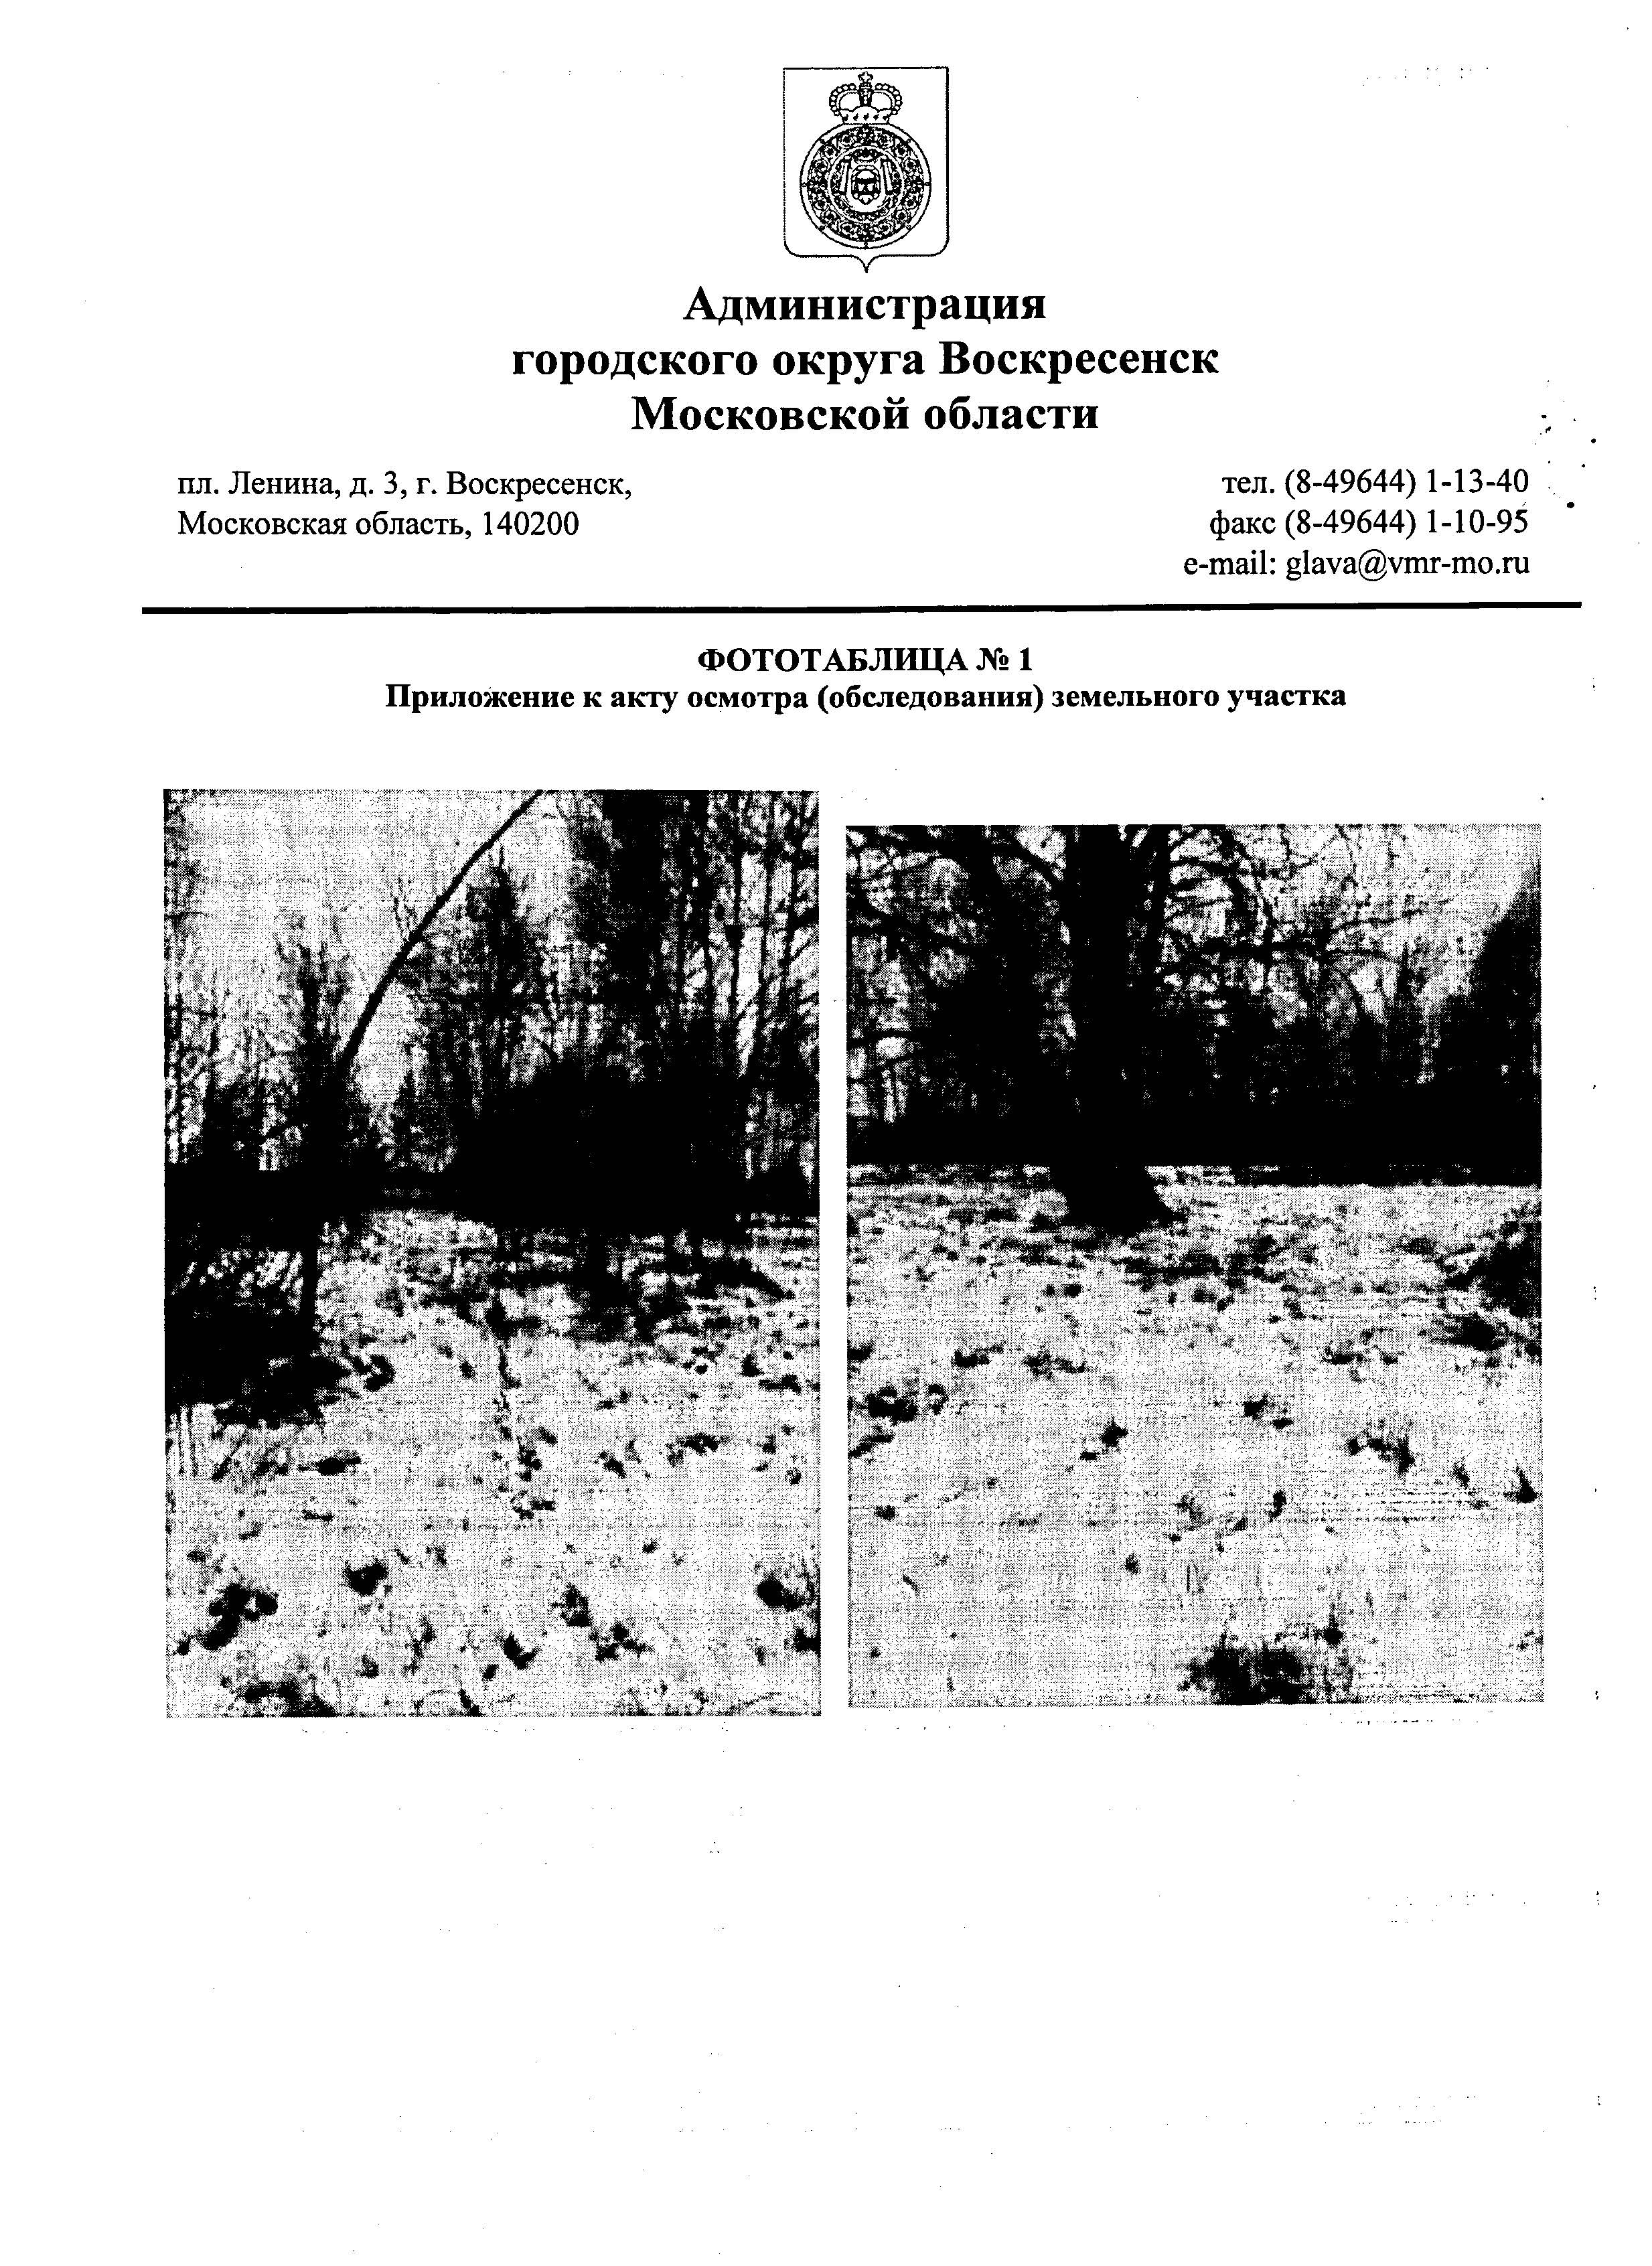 Администрация
городского округа Воскресенск
Московской области
пл. Ленина, д. 3, г. Воскресенск,
Московская область, 140200
тел. (8-49644) 1-13-40
факс (8-49644) 1-10-95
e-mail: glava@vmr-mo.ru
ФОТОТАБЛИЦА № 1
Приложение к акту осмотра (обследования) земельного участка